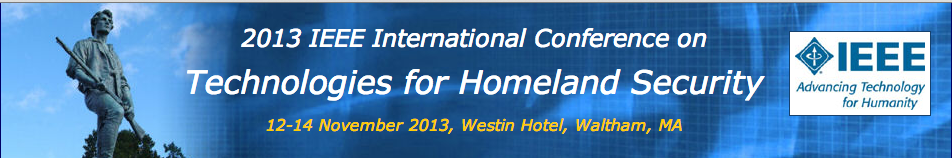 2013 IEEE International Conference on
Technologies for Homeland Security
12-14 November 2013, Westin Hotel, Waltham, MA
IEEE
Advancing Technology
for Humanity